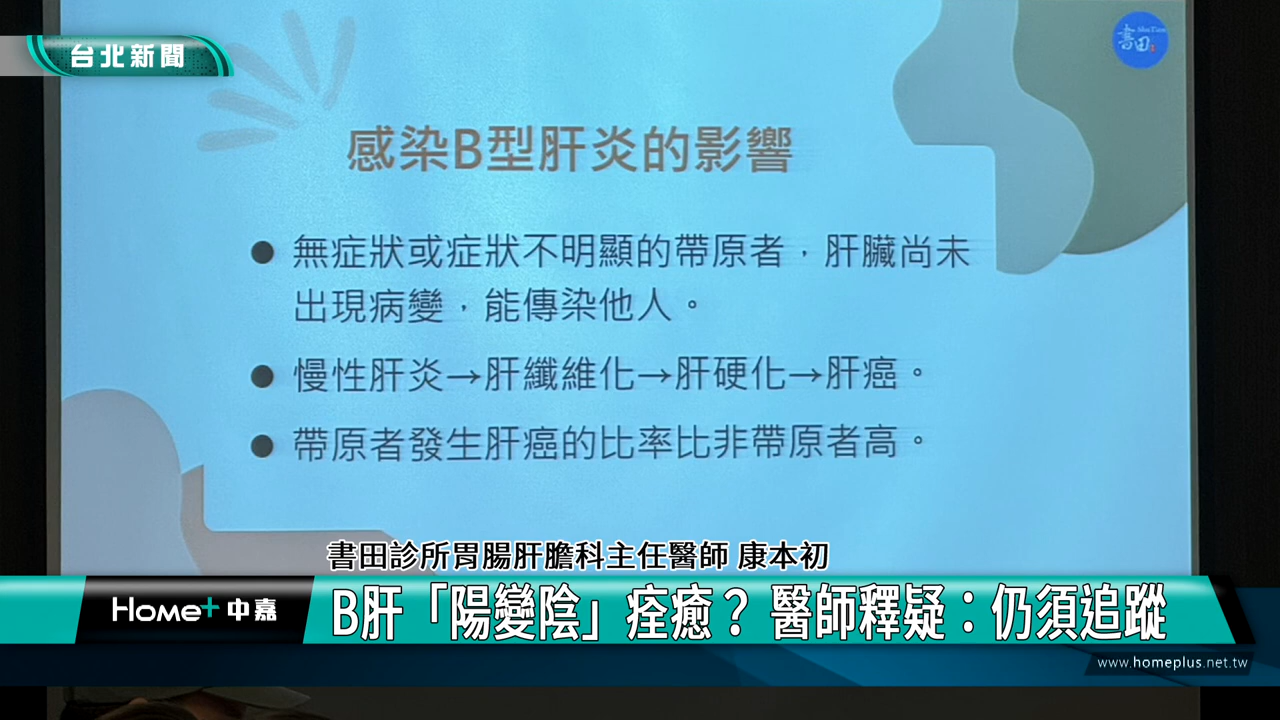 台北新聞
書田
ShuTien
感染B型肝炎的影響
● 無症狀或症狀不明顯的帶原者，肝臟尚未
出現病變，能傳染他人。
● 慢性肝炎→肝纖維化→肝硬化→肝癌。
● 帶原者發生肝癌的比率比非帶原者高。
書田診所胃腸肝膽科主任醫師 康本初
Home+ 中嘉
B肝「陽變陰」痊癒？ 醫師釋疑：仍須追蹤
www.homeplus.net.tw